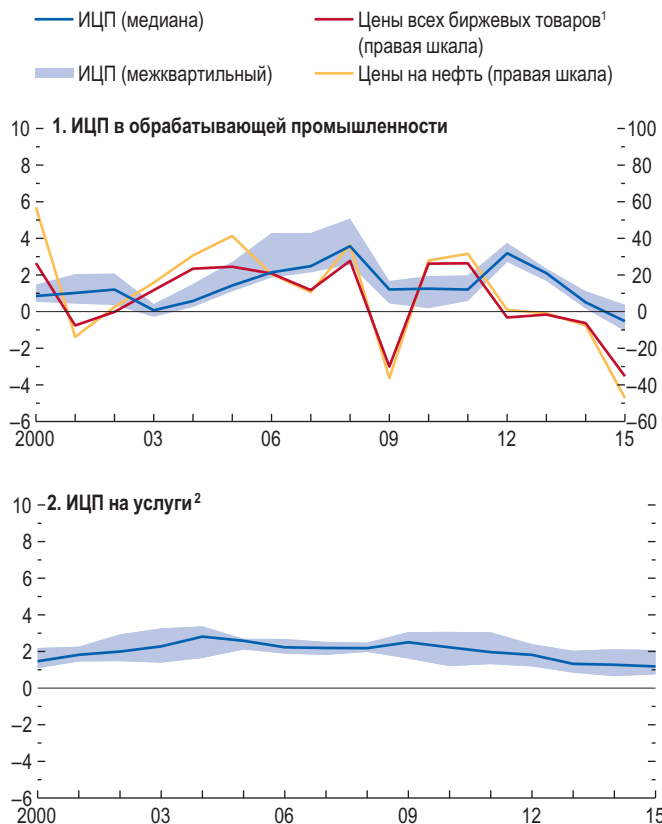 ИЦП (медиана)
Цены всех биржевых товаров¹
(правая шкала)
ИЦП (межквартильный)
Цены на нефть (правая шкала)
1. ИЦП в обрабатывающей промышленности
10 100
8 80
6 60
4 40
2 20
0 0
–2 –20
–4 –40
–6 –60
2000 03 06 09 12 15
2. ИЦП на услуги²
10
8
6
4
2
0
–2
–4
–6
2000 03 06 09 12 15